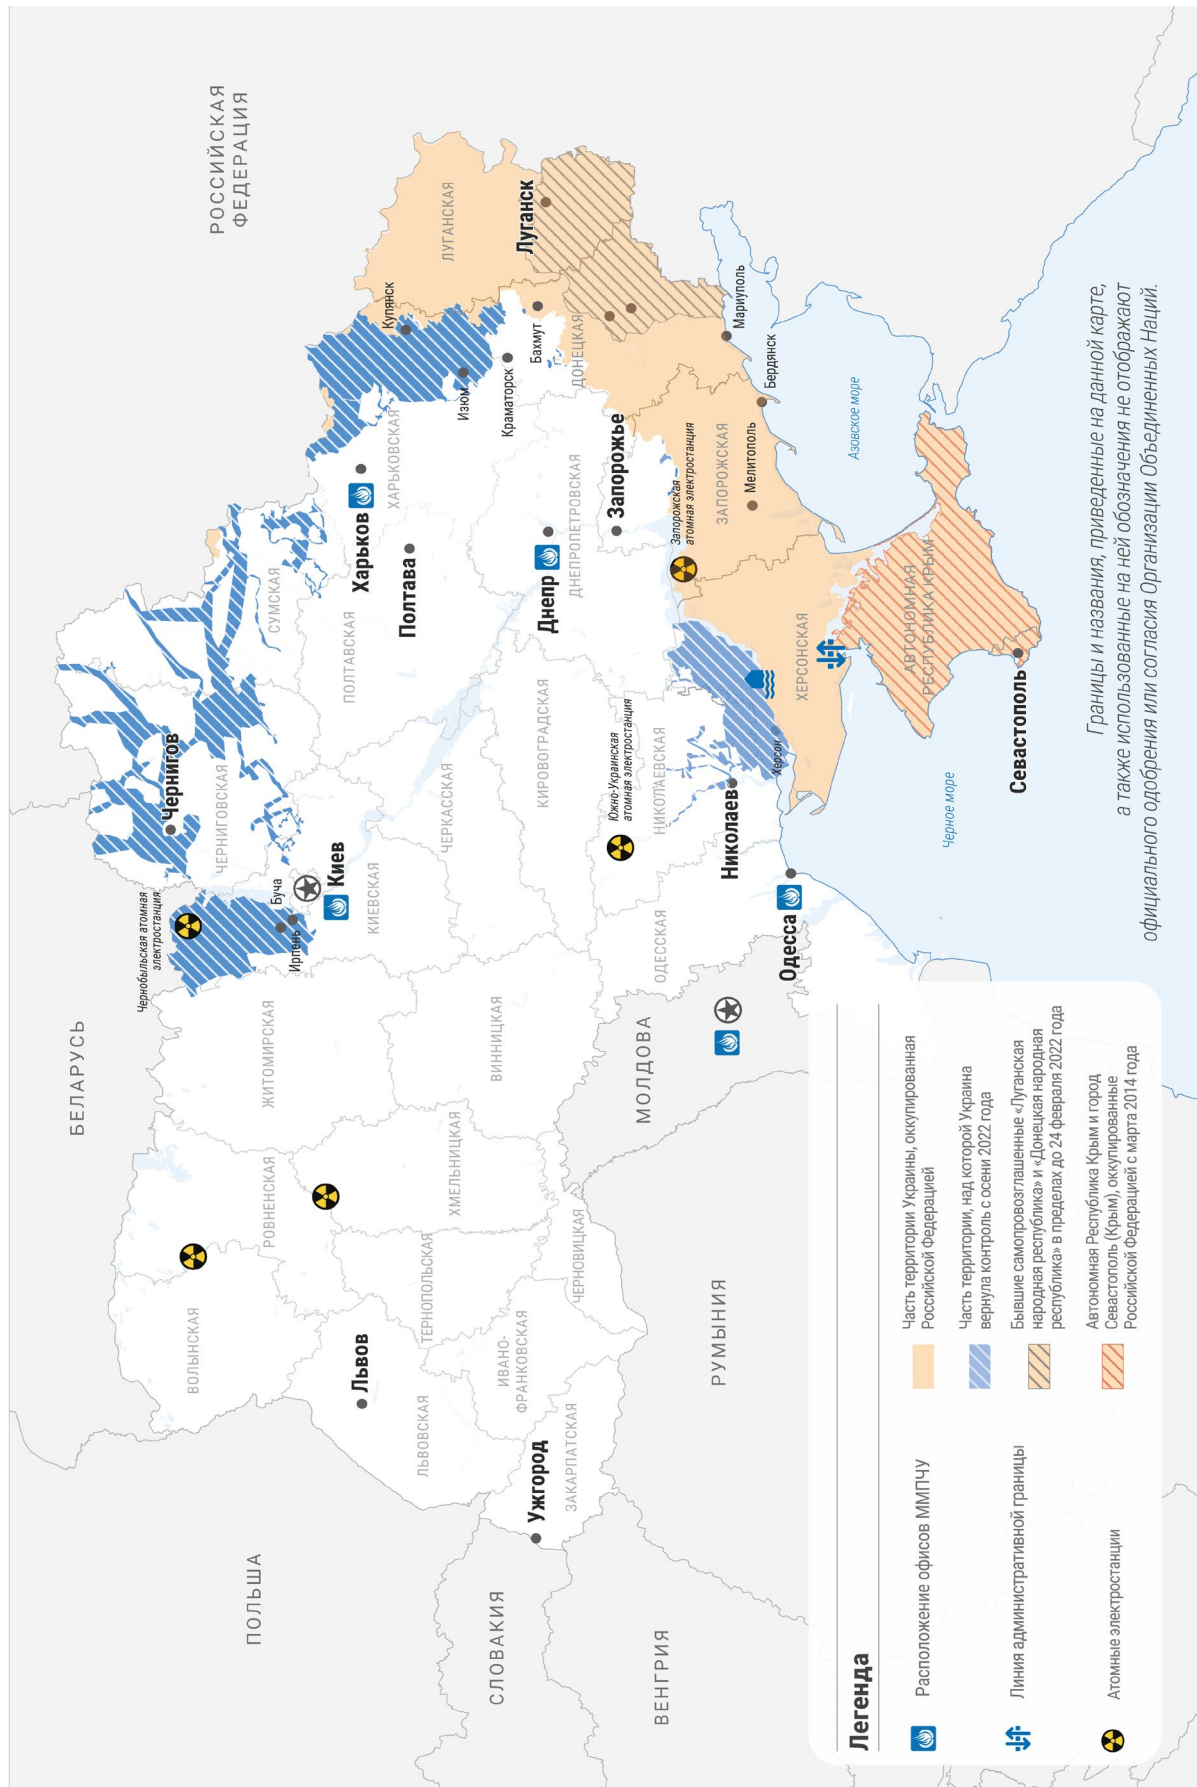 РОССИЙСКАЯ
ФЕДЕРАЦИЯ
БЕЛАРУСЬ
ПОЛЬША
СЛОВАКИЯ
ВЕНГРИЯ
РУМЫНИЯ
МОЛДОВА
ВОЛЫНСКАЯ
РОВНЕНСКАЯ
ЖИТОМИРСКАЯ
Чернобыльская атомная
электростанция
Буча
Ирпень
Киев
КИЕВСКАЯ
Чернигов
ЧЕРНИГОВСКАЯ
СУМСКАЯ
Львов
ЛЬВОВСКАЯ
ТЕРНОПОЛЬСКАЯ
ХМЕЛЬНИЦКАЯ
ВИННИЦКАЯ
ИВАНО-
ФРАНКОВСКАЯ
ЧЕРНОВИЦКАЯ
Ужгород
ЗАКАРПАТСКАЯ
ЧЕРКАССКАЯ
ПОЛТАВСКАЯ
Полтава
Харьков
ХАРЬКОВСКАЯ
Купянск
Изюм
ЛУГАНСКАЯ
Луганск
Краматорск
Бахмут
ДОНЕЦКАЯ
КИРОВОГРАДСКАЯ
Днепр
ДНЕПРОПЕТРОВСКАЯ
Запорожье
Запорожская
атомная электростанция
ЗАПОРОЖСКАЯ
Мелитополь
Бердянск
Мариуполь
Южно-Украинская
атомная электростанция
НИКОЛАЕВСКАЯ
Николаев
ОДЕССКАЯ
Одесса
Херсон
ХЕРСОНСКАЯ
АВТОНОМНАЯ
РЕСПУБЛИКА КРЫМ
Севастополь
Азовское море
Черное море
Границы и названия, приведенные на данной карте,
а также использованные на ней обозначения не отображают
официального одобрения или согласия Организации Объединенных Наций.
Легенда
Расположение офисов ММПЧУ
Линия административной границы
Атомные электростанции
Часть территории Украины, оккупированная
Российской Федерацией
Часть территории, над которой Украина
вернула контроль с осени 2022 года
Бывшие самопровозглашенные «Луганская
народная республика» и «Донецкая народная
республика» в пределах до 24 февраля 2022 года
Автономная Республика Крым и город
Севастополь (Крым), оккупированные
Российской Федерацией с марта 2014 года